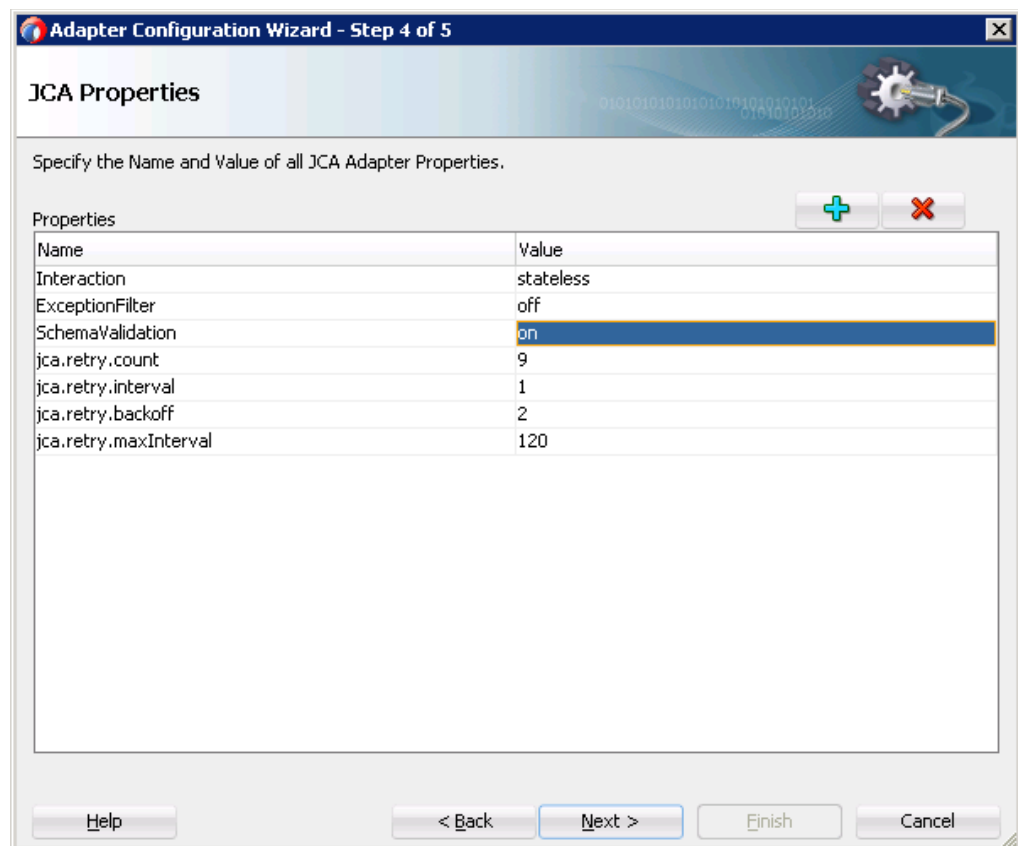 Adapter Configuration Wizard - Step 4 of 5
JCA Properties
Specify the Name and Value of all JCA Adapter Properties.
Properties
Name Value
Interaction stateless
ExceptionFilter off
SchemaValidation on
jca.retry.count 9
jca.retry.interval 1
jca.retry.backoff 2
jca.retry.maxInterval 120
Help < Back Next > Finish Cancel